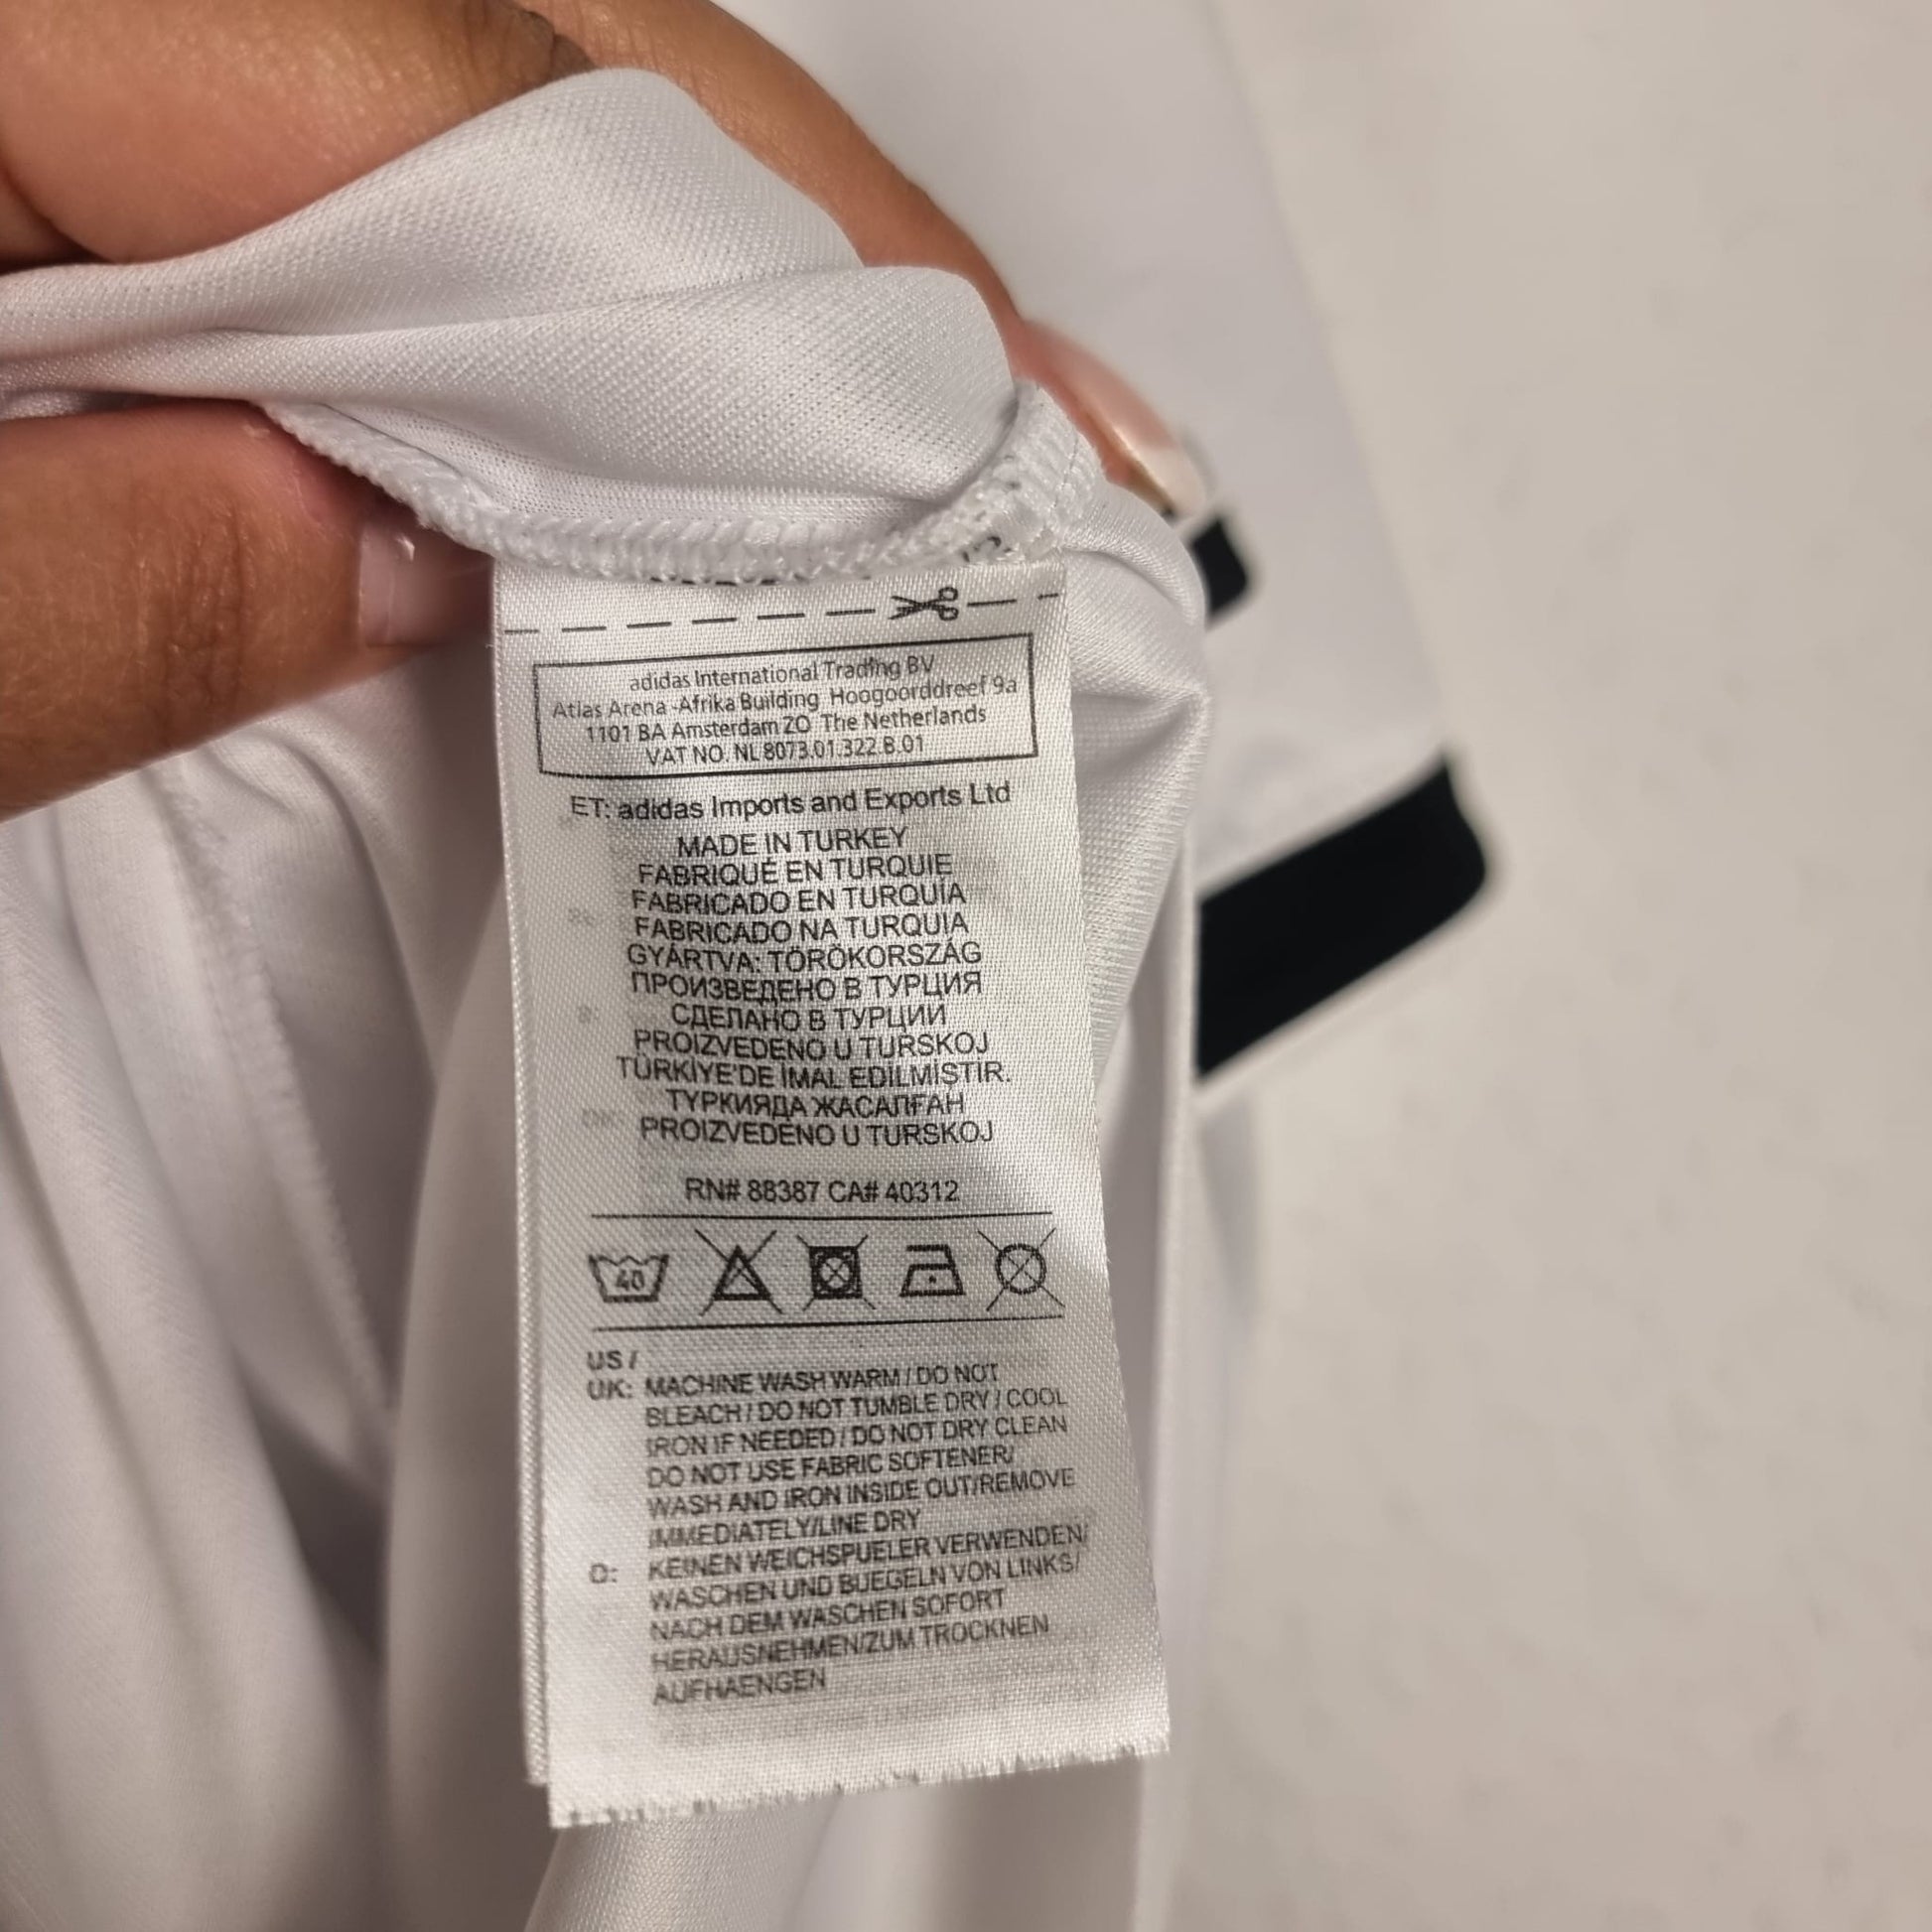 adidas International Trading BV
Atlas Arena -Afrika Building Hoogoorddreef 9a
1101 BA Amsterdam ZO The Netherlands
VAT NO. NL 8073.01.322.B.01
ET: adidas Imports and Exports Ltd
MADE IN TURKEY
FABRIQUÉ EN TURQUIE
FABRICADO EN TURQUÍA
FABRICADO NA TURQUIA
GYÁRTVA: TÖRÖKORSZÁG
ПРОИЗВЕДЕНО В ТУРЦИЯ
СДЕЛАНО В ТУРЦИИ
PROIZVEDENO U TURSKOJ
TÜRKİYE'DE İMAL EDİLMİŞTİR.
ТУРКИЯДА ЖАСАЛҒАН
PROIZVEDENO U TURSKOJ
RN# 88387 CA# 40312
40
US /
UK: MACHINE WASH WARM / DO NOT
BLEACH / DO NOT TUMBLE DRY / COOL
IRON IF NEEDED / DO NOT DRY CLEAN
DO NOT USE FABRIC SOFTENER/
WASH AND IRON INSIDE OUT/REMOVE
IMMEDIATELY/LINE DRY
D: KEINEN WEICHSPUELER VERWENDEN/
WASCHEN UND BUEGELN VON LINKS/
NACH DEM WASCHEN SOFORT
HERAUSNEHMEN/ZUM TROCKNEN
AUFHAENGEN